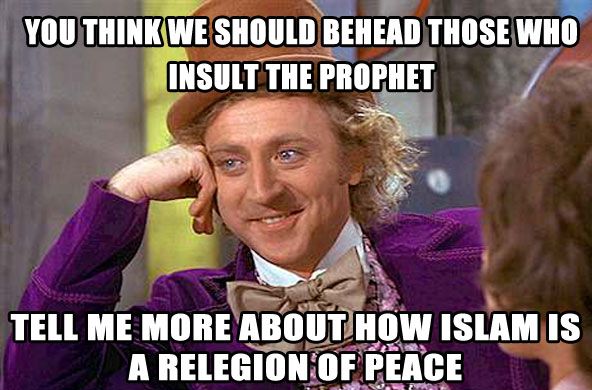 YOU THINK WE SHOULD BEHEAD THOSE WHO
INSULT THE PROPHET
TELL ME MORE ABOUT HOW ISLAM IS
A RELEGION OF PEACE